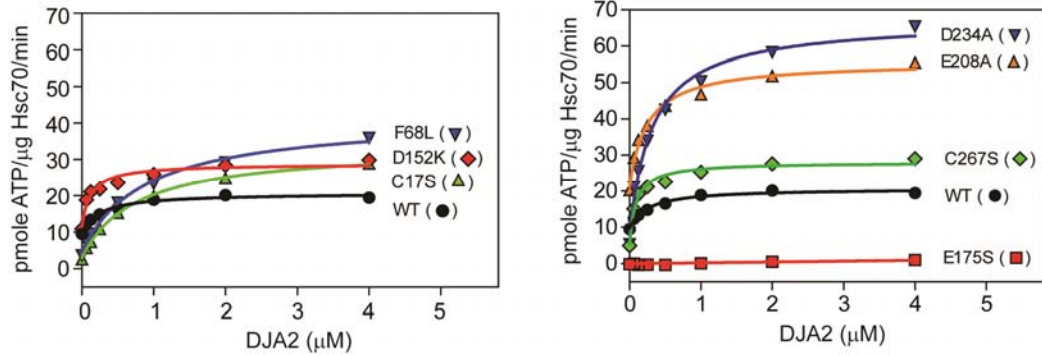 70
60
50
40
30
20
10
0
pmole ATP/µg Hsc70/min
F68L (▼)
D152K (◆)
C17S (▲)
WT (●)
0 1 2 3 4 5
DJA2 (µM)
70
60
50
40
30
20
10
0
pmole ATP/µg Hsc70/min
D234A (▼)
E208A (▲)
C267S (◆)
WT (●)
E175S (■)
0 1 2 3 4 5
DJA2 (µM)